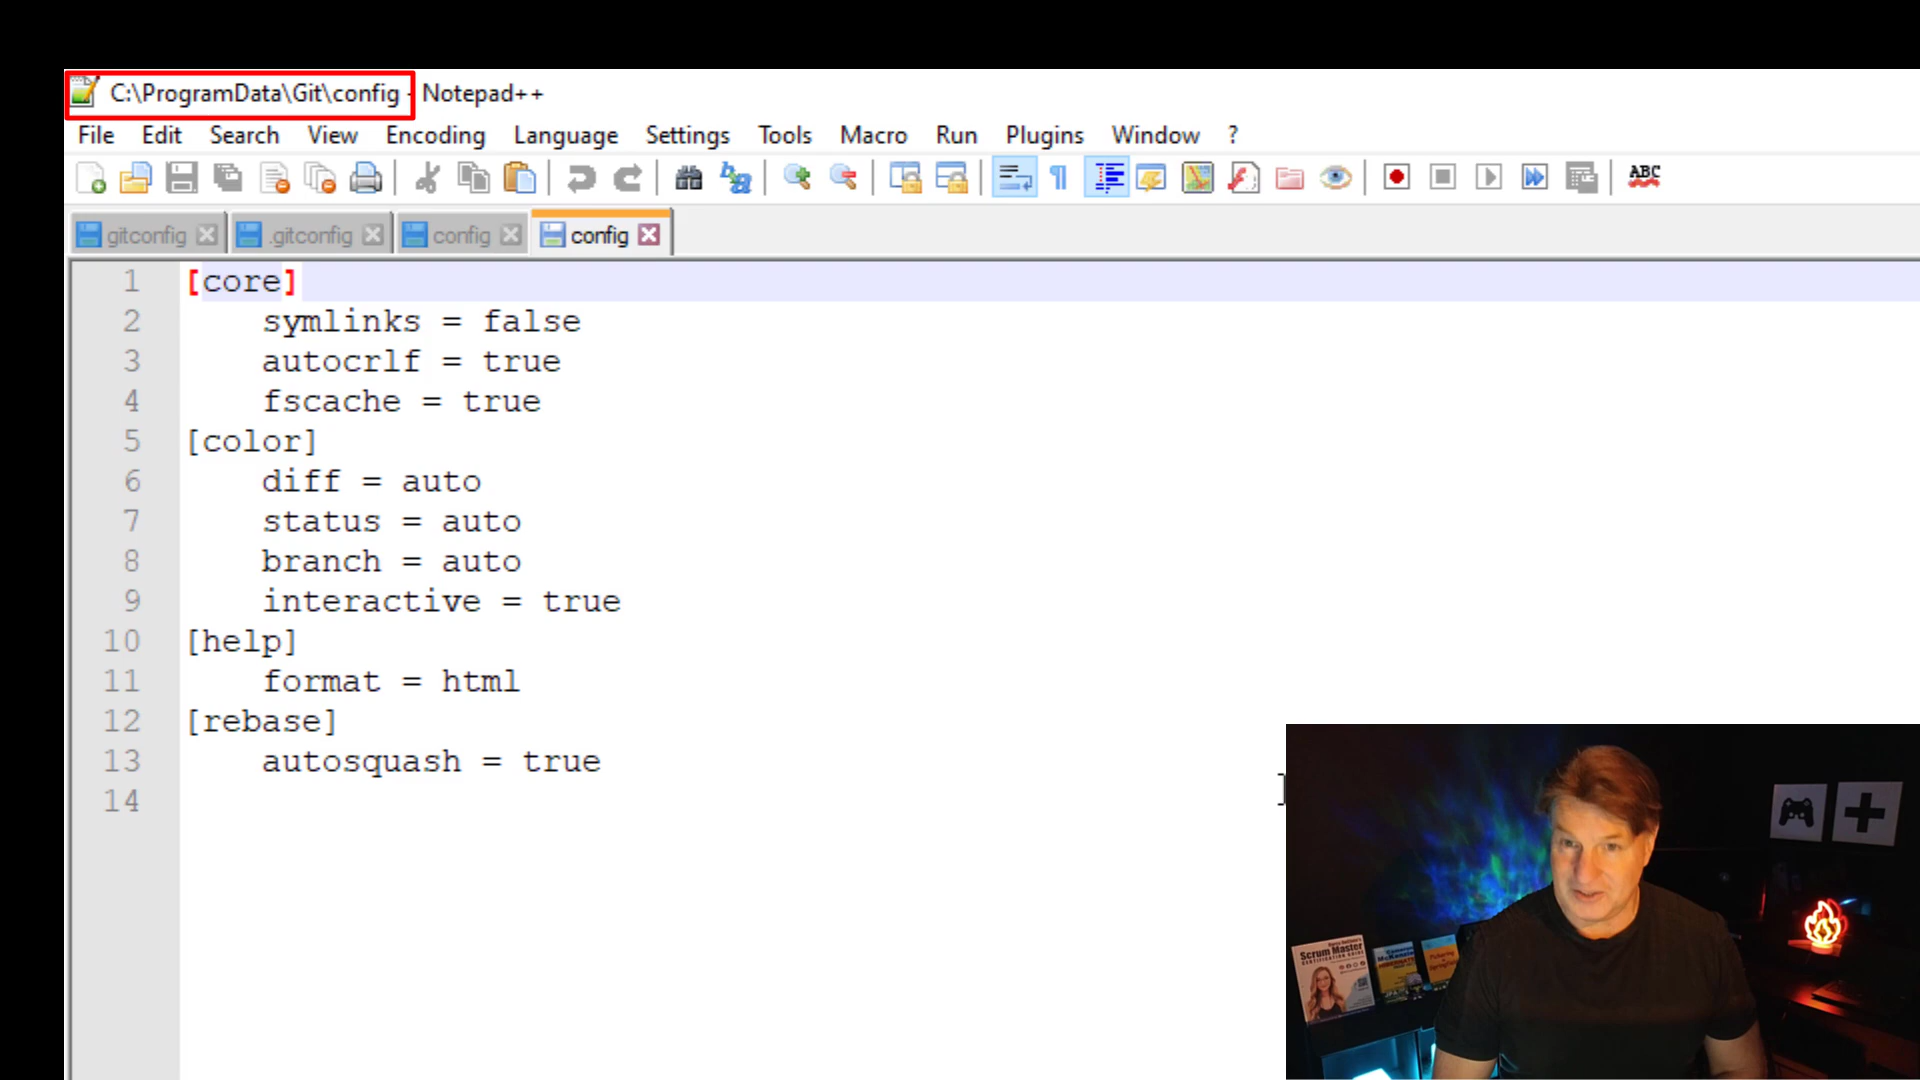 C:\ProgramData\Git\config - Notepad++
File Edit Search View Encoding Language Settings Tools Macro Run Plugins Window ?
ABC
gitconfig .gitconfig config config
1 [core]
2 symlinks = false
3 autocrlf = true
4 fscache = true
5 [color]
6 diff = auto
7 status = auto
8 branch = auto
9 interactive = true
10 [help]
11 format = html
12 [rebase]
13 autosquash = true
14
Scrum Master
CERTIFICATION GUIDE